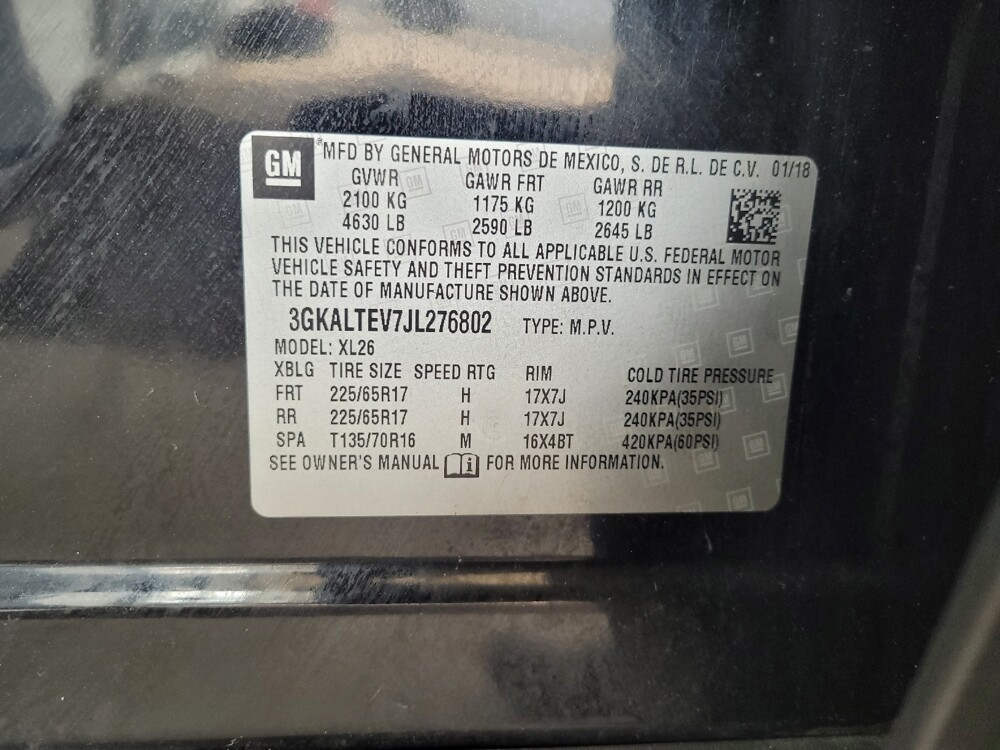 GM
MFD BY GENERAL MOTORS DE MEXICO, S. DE R.L. DE C.V. 01/18
GVWR GAWR FRT GAWR RR
2100 KG 1175 KG 1200 KG
4630 LB 2590 LB 2645 LB
THIS VEHICLE CONFORMS TO ALL APPLICABLE U.S. FEDERAL MOTOR
VEHICLE SAFETY AND THEFT PREVENTION STANDARDS IN EFFECT ON
THE DATE OF MANUFACTURE SHOWN ABOVE.
3GKALTEV7JL276802 TYPE: M.P.V.
MODEL: XL26
XBLG TIRE SIZE SPEED RTG RIM COLD TIRE PRESSURE
FRT 225/65R17 H 17X7J 240KPA(35PSI)
RR 225/65R17 H 17X7J 240KPA(35PSI)
SPA T135/70R16 M 16X4BT 420KPA(60PSI)
SEE OWNER'S MANUAL i FOR MORE INFORMATION.